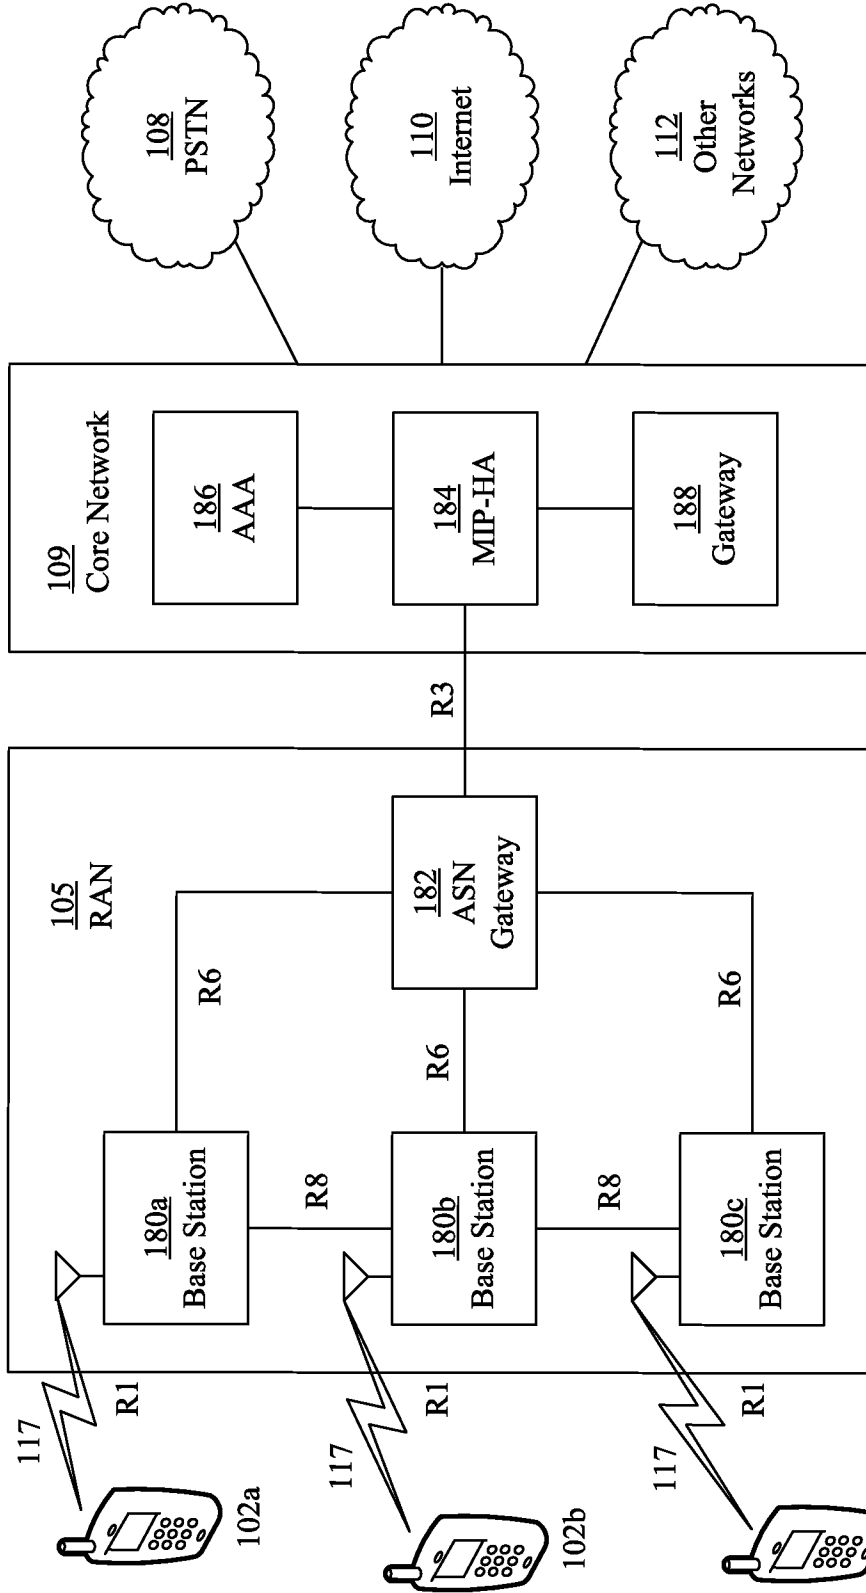 117
102a
R1
180a
Base Station
R8
117
102b
R1
180b
Base Station
R8
117
R1
180c
Base Station
105
RAN
R6
R6
R6
182
ASN
Gateway
R3
109
Core Network
186
AAA
184
MIP-HA
188
Gateway
108
PSTN
110
Internet
112
Other
Networks